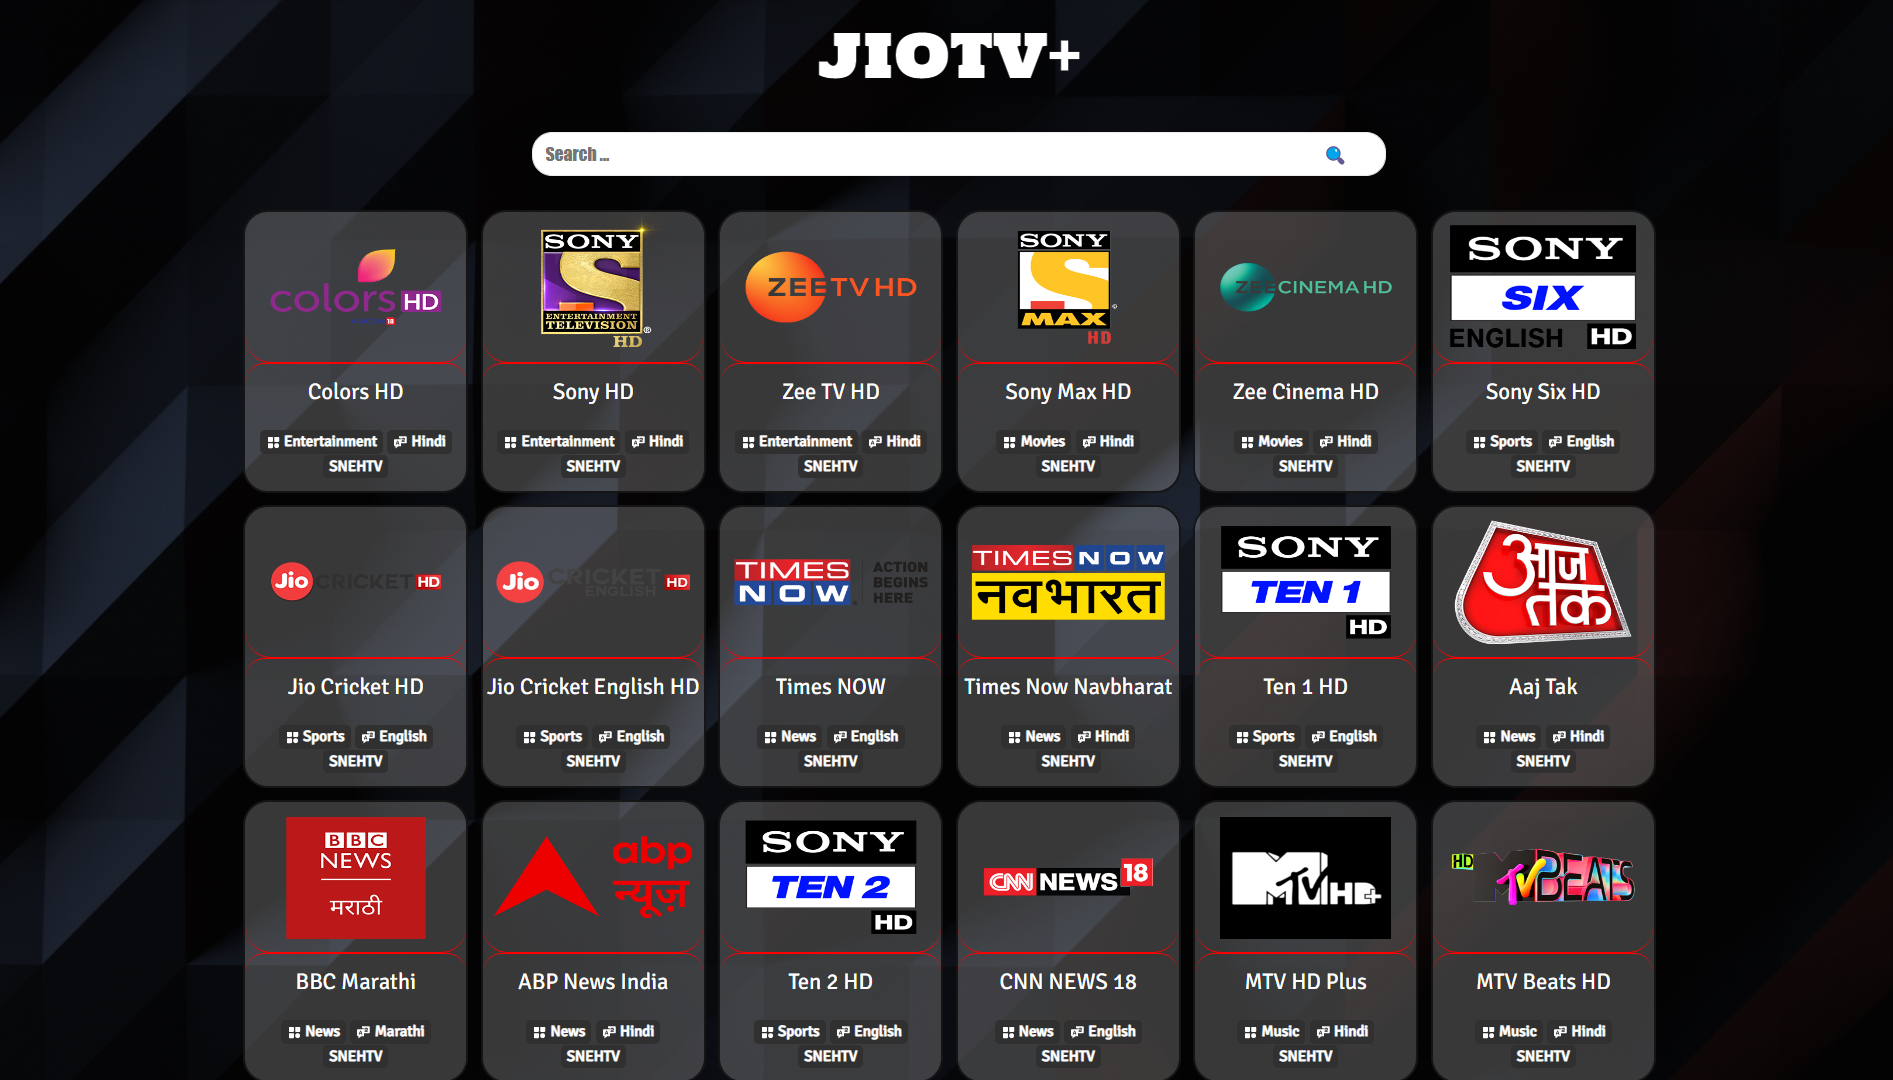 JIOTV+
Search ...
colors HD
18
SONY
ENTERTAINMENT
TELEVISION
HD
ZEE TV HD
SONY
MAX
HD
ZEE CINEMA HD
SONY
SIX
ENGLISH HD
Colors HD
Sony HD
Zee TV HD
Sony Max HD
Zee Cinema HD
Sony Six HD
Entertainment Hindi
SNEHTV
Entertainment Hindi
SNEHTV
Entertainment Hindi
SNEHTV
Movies Hindi
SNEHTV
Movies Hindi
SNEHTV
Sports English
SNEHTV
Jio CRICKET HD
Jio CRICKET HD
ENGLISH
TIMES
NOW
ACTION
BEGINS
HERE
TIMES NOW
नवभारत
SONY
TEN 1
HD
आज
तक
Jio Cricket HD
Jio Cricket English HD
Times NOW
Times Now Navbharat
Ten 1 HD
Aaj Tak
Sports English
SNEHTV
Sports English
SNEHTV
News English
SNEHTV
News Hindi
SNEHTV
Sports English
SNEHTV
News Hindi
SNEHTV
BBC
NEWS
मराठी
abp
न्यूज़
SONY
TEN 2
HD
CNN NEWS 18
MTV HD+
HD MTV BEATS
BBC Marathi
ABP News India
Ten 2 HD
CNN NEWS 18
MTV HD Plus
MTV Beats HD
News Marathi
SNEHTV
News Hindi
SNEHTV
Sports English
SNEHTV
News English
SNEHTV
Music Hindi
SNEHTV
Music Hindi
SNEHTV